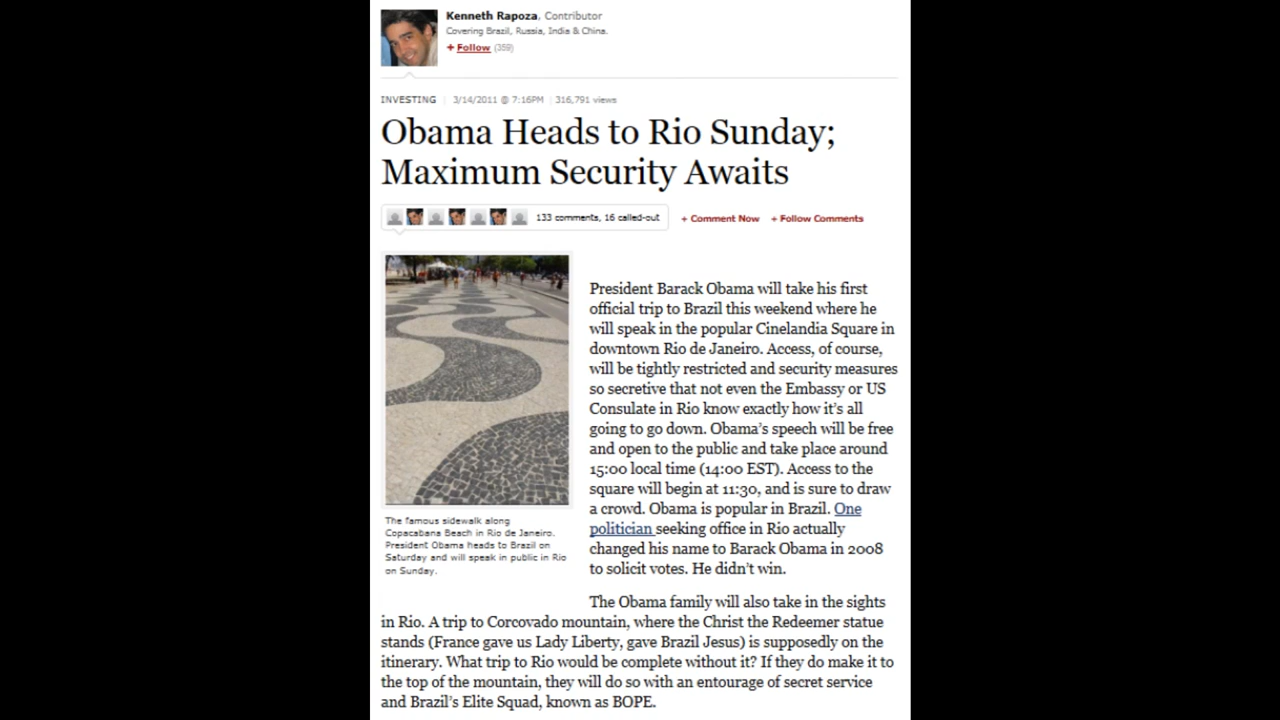 Kenneth Rapoza, Contributor
Covering Brazil, Russia, India & China.
+ Follow (359)
INVESTING | 3/14/2011 @ 7:16PM | 316,791 views
Obama Heads to Rio Sunday;
Maximum Security Awaits
133 comments, 16 called-out
+ Comment Now + Follow Comments
The famous sidewalk along
Copacabana Beach in Rio de Janeiro.
President Obama heads to Brazil on
Saturday and will speak in public in Rio
on Sunday.
President Barack Obama will take his first
official trip to Brazil this weekend where he
will speak in the popular Cinelandia Square in
downtown Rio de Janeiro. Access, of course,
will be tightly restricted and security measures
so secretive that not even the Embassy or US
Consulate in Rio know exactly how it's all
going to go down. Obama's speech will be free
and open to the public and take place around
15:00 local time (14:00 EST). Access to the
square will begin at 11:30, and is sure to draw
a crowd. Obama is popular in Brazil. One
politician seeking office in Rio actually
changed his name to Barack Obama in 2008
to solicit votes. He didn't win.
The Obama family will also take in the sights
in Rio. A trip to Corcovado mountain, where the Christ the Redeemer statue
stands (France gave us Lady Liberty, gave Brazil Jesus) is supposedly on the
itinerary. What trip to Rio would be complete without it? If they do make it to
the top of the mountain, they will do so with an entourage of secret service
and Brazil's Elite Squad, known as BOPE.